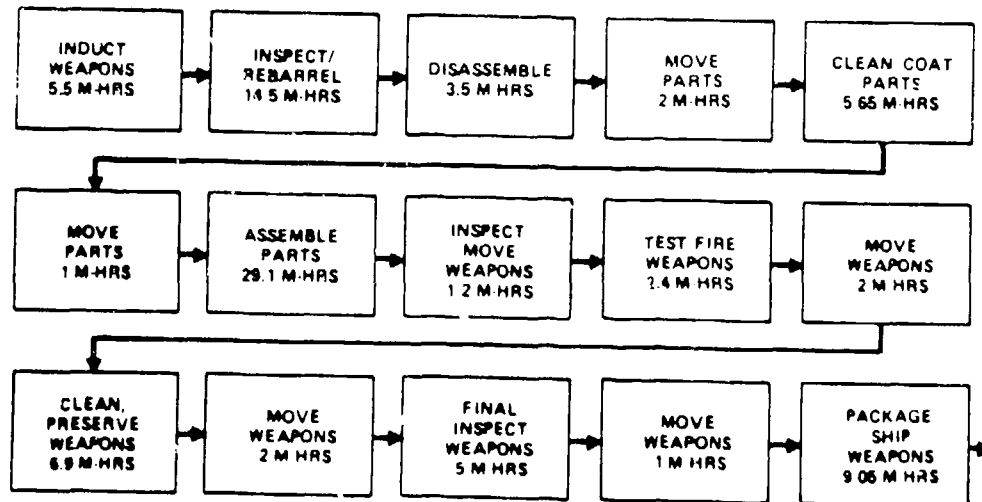 INDUCT
WEAPONS
5.5 M-HRS
INSPECT/
REBARREL
14.5 M-HRS
DISASSEMBLE
3.5 M HRS
MOVE
PARTS
2 M-HRS
CLEAN COAT
PARTS
5.65 M-HRS
MOVE
PARTS
1 M-HRS
ASSEMBLE
PARTS
29.1 M-HRS
INSPECT
MOVE
WEAPONS
1.2 M-HRS
TEST FIRE
WEAPONS
M-HRS
MOVE
WEAPONS
2 M HRS
CLEAN,
PRESERVE
WEAPONS
6.9 M-HRS
MOVE
WEAPONS
2 M HRS
FINAL
INSPECT
WEAPONS
5 M HRS
MOVE
WEAPONS
1 M HRS
PACKAGE
SHIP
WEAPONS
9.05 M HRS